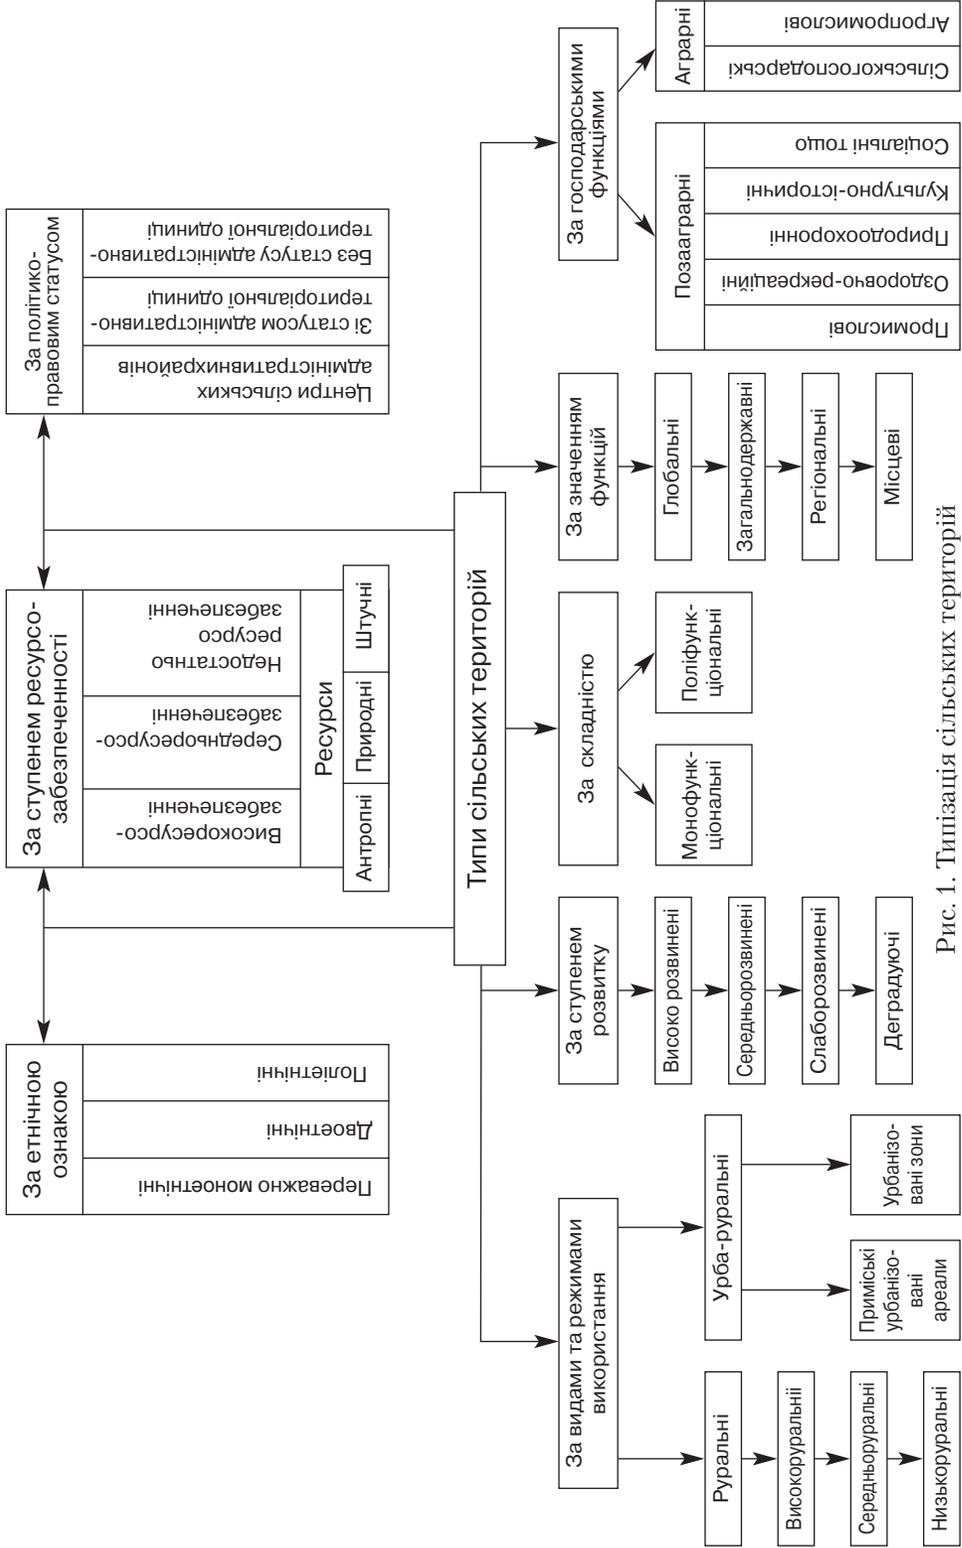 За етнічною
ознакою
Переважно моноетнічні
Двоетнічні
Поліетнічні
За ступенем ресурсо-
забезпеченності
Високоресурсо-
забезпеченні
Середньоресурсо-
забезпеченні
Недостатньо
ресурсо
забезпеченні
Ресурси
Антропні
Природні
Штучні
За політико-
правовим статусом
Центри сільських
адміністративнихрайонів
Зі статусом адміністративно-
територіальної одиниці
Без статусу адміністративно-
територіальної одиниці
Типи сільських територій
За видами та режимами
використання
Руральні
Високоруральніі
Середньоруральні
Низькоруральні
Урба-руральні
Приміські
урбанізо-
вані
ареали
Урбанізо-
вані зони
За ступенем
розвитку
Високо розвинені
Середньорозвинені
Слаборозвинені
Деградуючі
За складністю
Монофунк-
ціональні
Поліфунк-
ціональні
За значенням
функцій
Глобальні
Загальнодержавні
Регіональні
Місцеві
За господарськими
функціями
Позааграрні
Промислові
Оздоровчо-рекреаційні
Природоохоронні
Культурно-історичні
Соціальні тощо
Аграрні
Сільськогосподарські
Агропромислові
Рис. 1. Типізація сільських територій